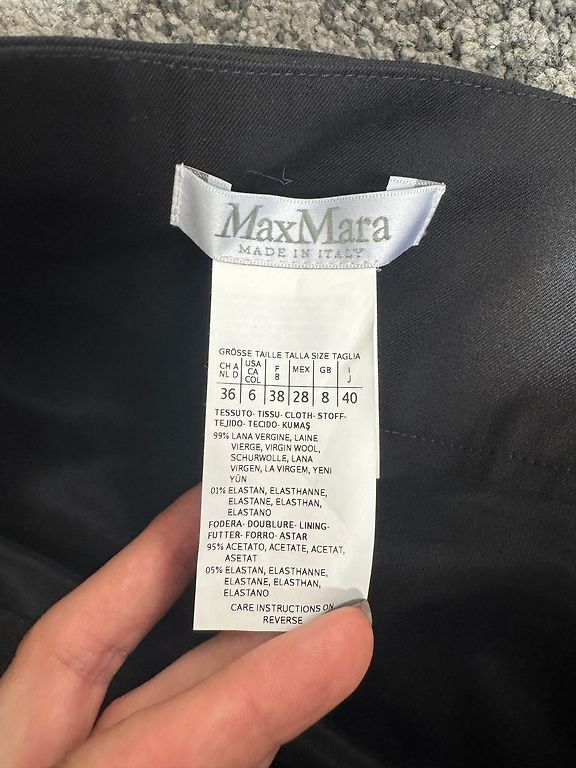 MaxMara
MADE IN ITALY
GRÖSSE TAILLE TALLA SIZE TAGLIA
CH A NL D USA CA COL F B MEX GB I J
36 6 38 28 8 40
TESSUTO- TISSU- CLOTH- STOFF-
TEJIDO- TECIDO- KUMAŞ
99% LANA VERGINE, LAINE
VIERGE, VIRGIN WOOL,
SCHURWOLLE, LANA
VIRGEN, LA VIRGEM, YENI
YÜN
01% ELASTAN, ELASTHANNE,
ELASTANE, ELASTHAN,
ELASTANO
FODERA- DOUBLURE- LINING-
FUTTER- FORRO- ASTAR
95% ACETATO, ACETATE, ACETAT,
ASETAT
05% ELASTAN, ELASTHANNE,
ELASTANE, ELASTHAN,
ELASTANO
CARE INSTRUCTIONS ON
REVERSE